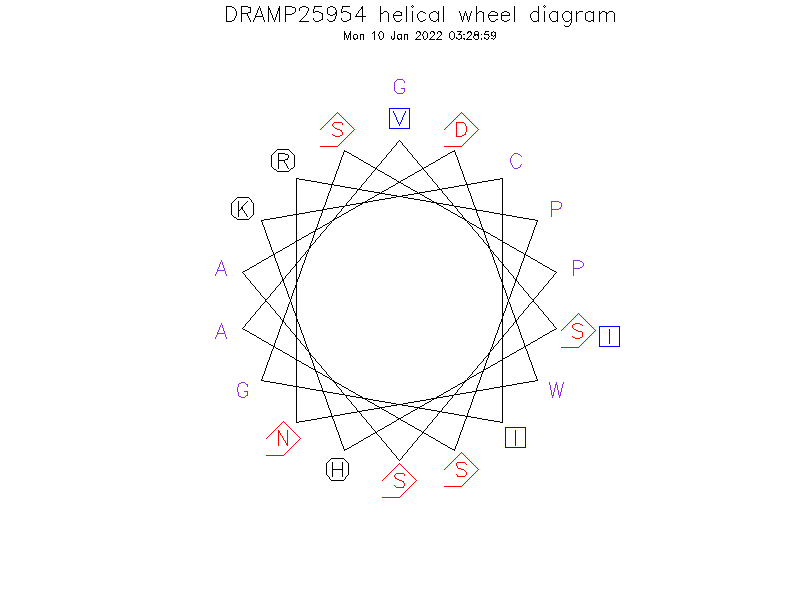 DRAMP25954 helical wheel diagram
Mon 10 Jan 2022 03:28:59
G
S V D
R C
K P
A P
A S I
G W
N I
H S S